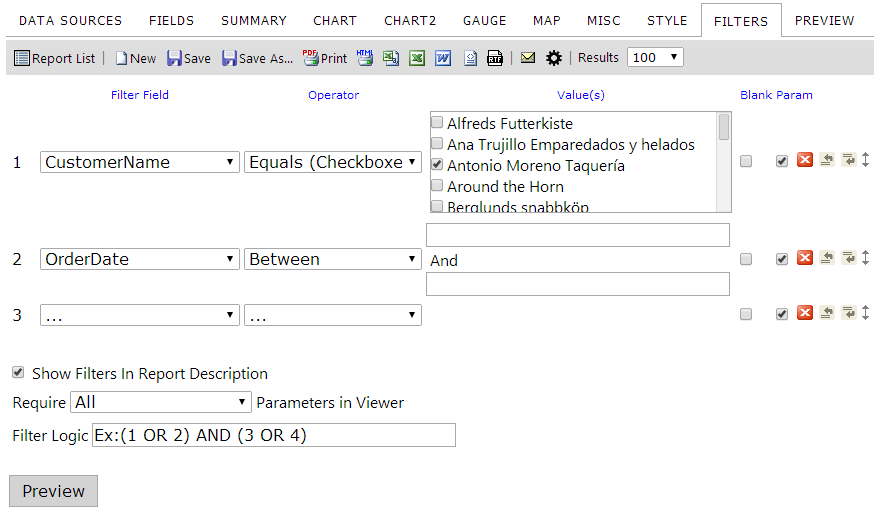 DATA SOURCES FIELDS SUMMARY CHART CHART2 GAUGE MAP MISC STYLE FILTERS PREVIEW
Report List | New Save Save As... PDF Print HTML RTF | Results 100
Filter Field Operator Value(s) Blank Param
Alfreds Futterkiste
Ana Trujillo Emparedados y helados
1 CustomerName Equals (Checkboxe Antonio Moreno Taquería
Around the Horn
Berglunds snabbköp
2 OrderDate Between And
3 ... ...
Show Filters In Report Description
Require All Parameters in Viewer
Filter Logic Ex:(1 OR 2) AND (3 OR 4)
Preview